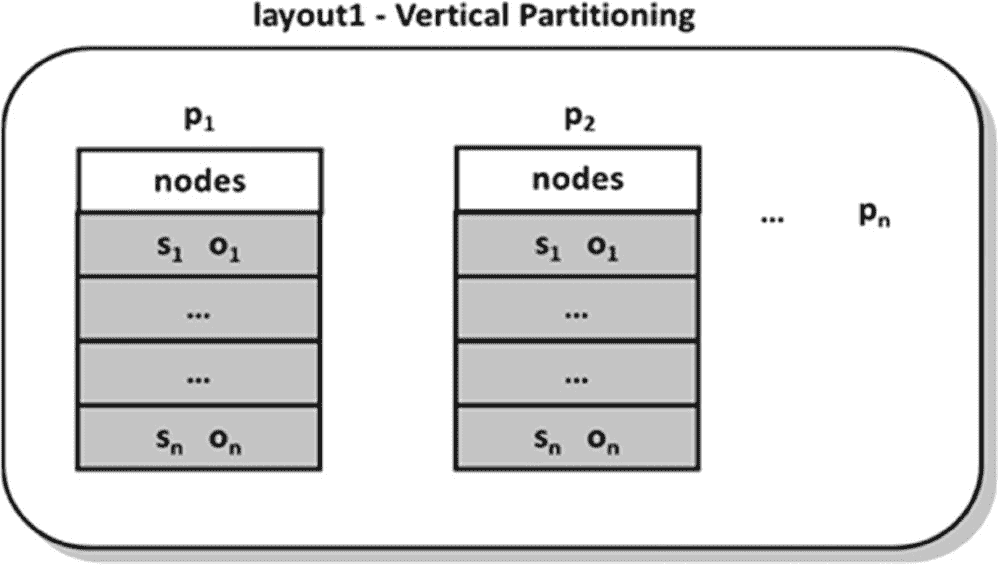 layout1 - Vertical Partitioning
p₁ p₂
nodes nodes
... pₙ
s₁ o₁ s₁ o₁
... ...
... ...
sₙ oₙ sₙ oₙ